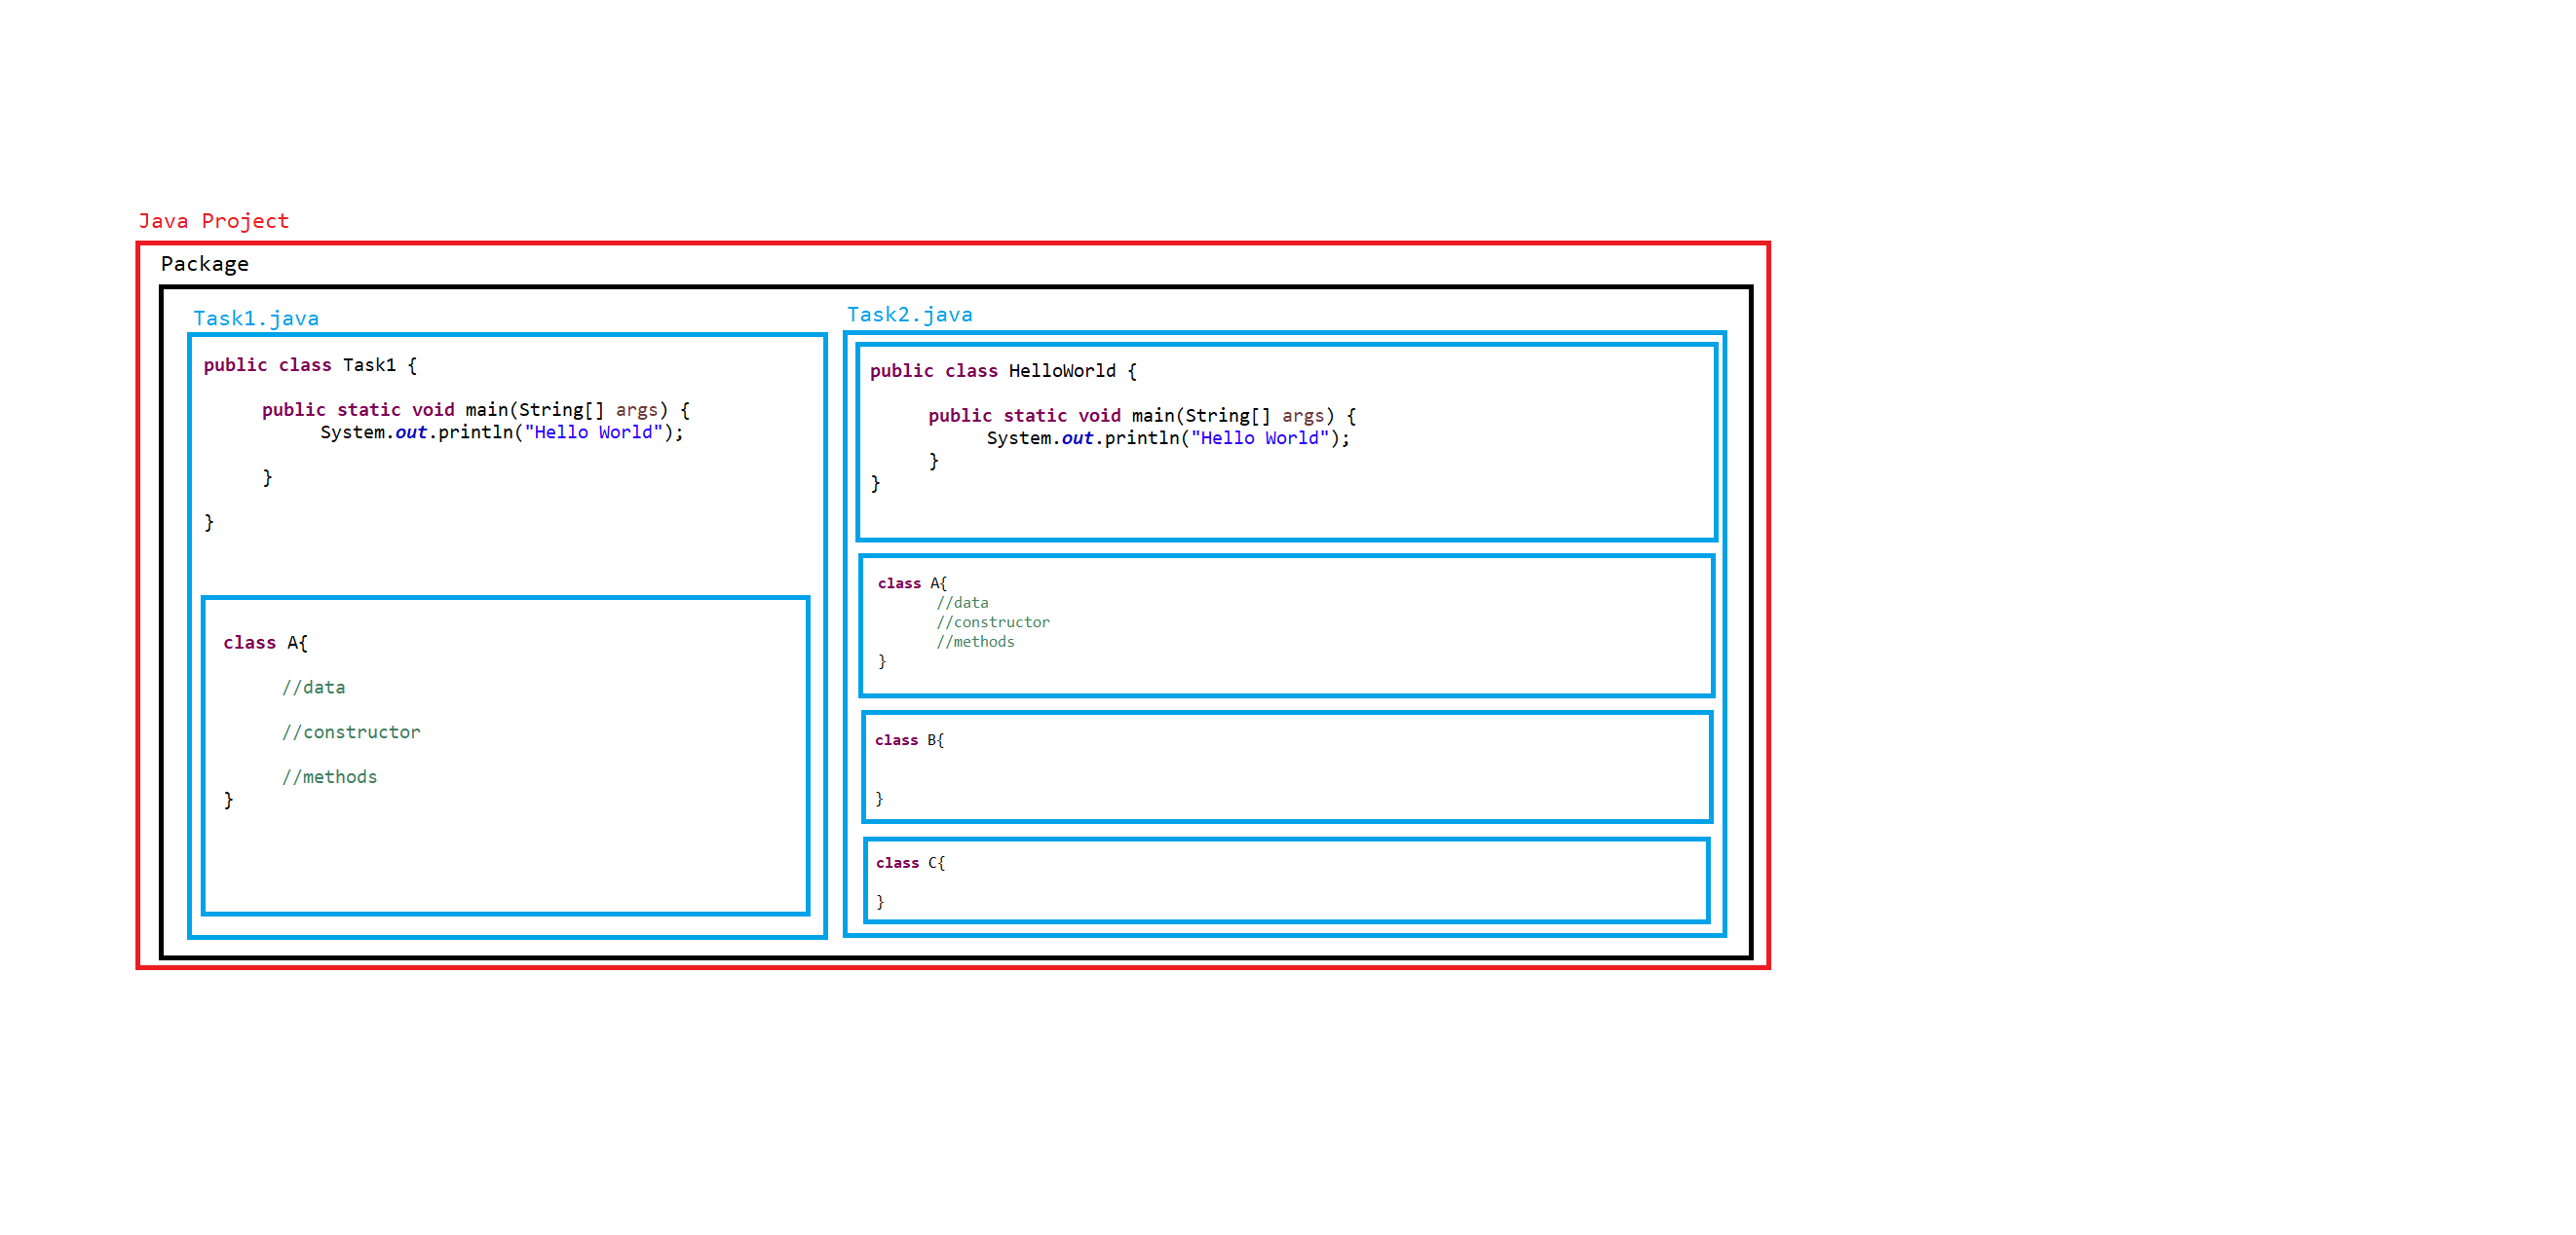 Java Project
Package
Task1.java
public class Task1 {
public static void main(String[] args) {
System.out.println("Hello World");
}
}
class A{
//data
//constructor
//methods
}
Task2.java
public class HelloWorld {
public static void main(String[] args) {
System.out.println("Hello World");
}
}
class A{
//data
//constructor
//methods
}
class B{
}
class C{
}